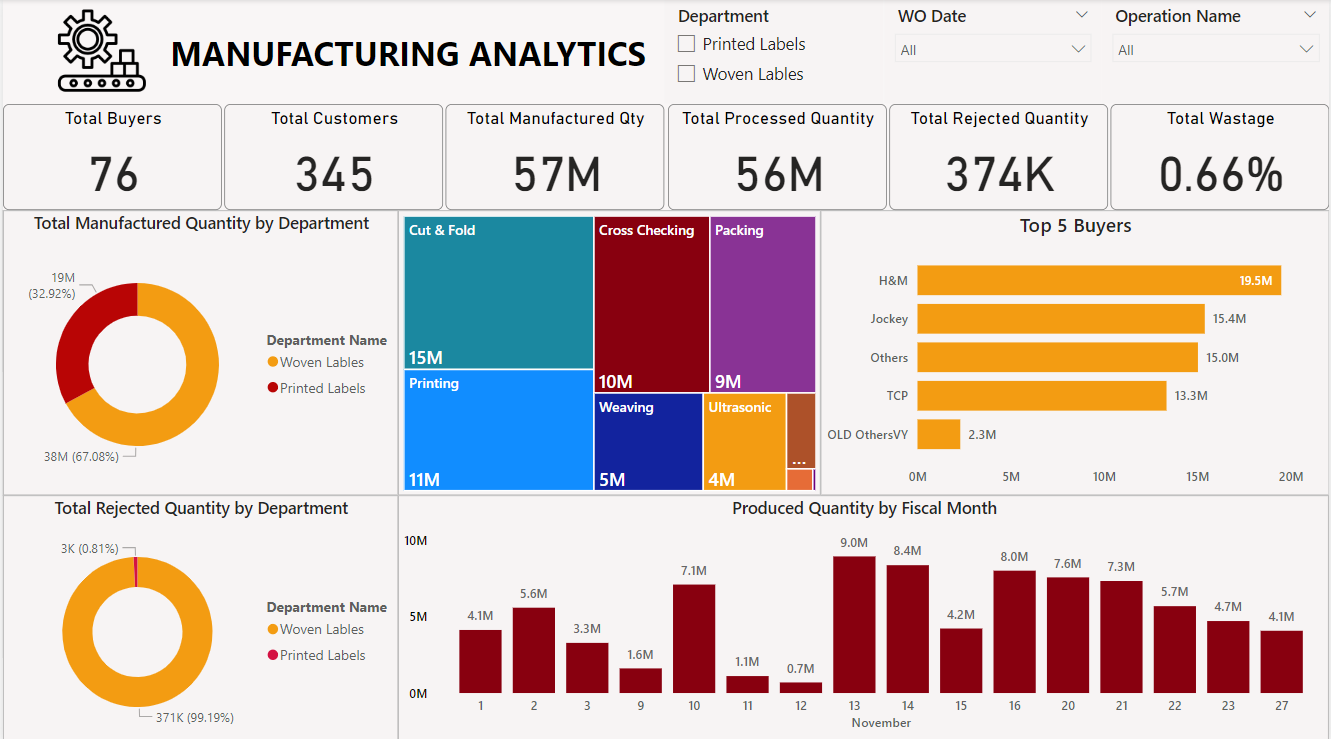 MANUFACTURING ANALYTICS
Department
Printed Labels
Woven Lables
WO Date
All
Operation Name
All
Total Buyers
76
Total Customers
345
Total Manufactured Qty
57M
Total Processed Quantity
56M
Total Rejected Quantity
374K
Total Wastage
0.66%
Total Manufactured Quantity by Department
19M
(32.92%)
38M (67.08%)
Department Name
Woven Lables
Printed Labels
Cut & Fold
15M
Printing
11M
Cross Checking
10M
Packing
9M
Weaving
5M
Ultrasonic
4M
...
Top 5 Buyers
H&M 19.5M
Jockey 15.4M
Others 15.0M
TCP 13.3M
OLD OthersVY 2.3M
0M 5M 10M 15M 20M
Total Rejected Quantity by Department
3K (0.81%)
371K (99.19%)
Department Name
Woven Lables
Printed Labels
Produced Quantity by Fiscal Month
10M
5M
0M
4.1M 5.6M 3.3M 1.6M 7.1M 1.1M 0.7M 9.0M 8.4M 4.2M 8.0M 7.6M 7.3M 5.7M 4.7M 4.1M
1 2 3 9 10 11 12 13 14 15 16 20 21 22 23 27
November